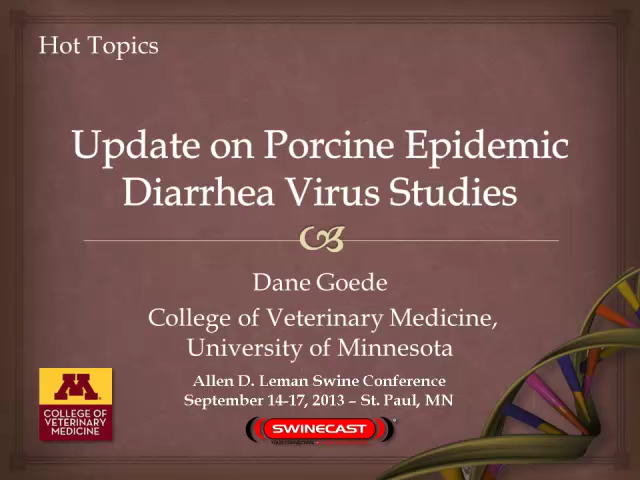 Hot Topics
Update on Porcine Epidemic
Diarrhea Virus Studies
Dane Goede
College of Veterinary Medicine,
University of Minnesota
Allen D. Leman Swine Conference
September 14-17, 2013 – St. Paul, MN
M
COLLEGE OF
VETERINARY
MEDICINE
SWINECAST